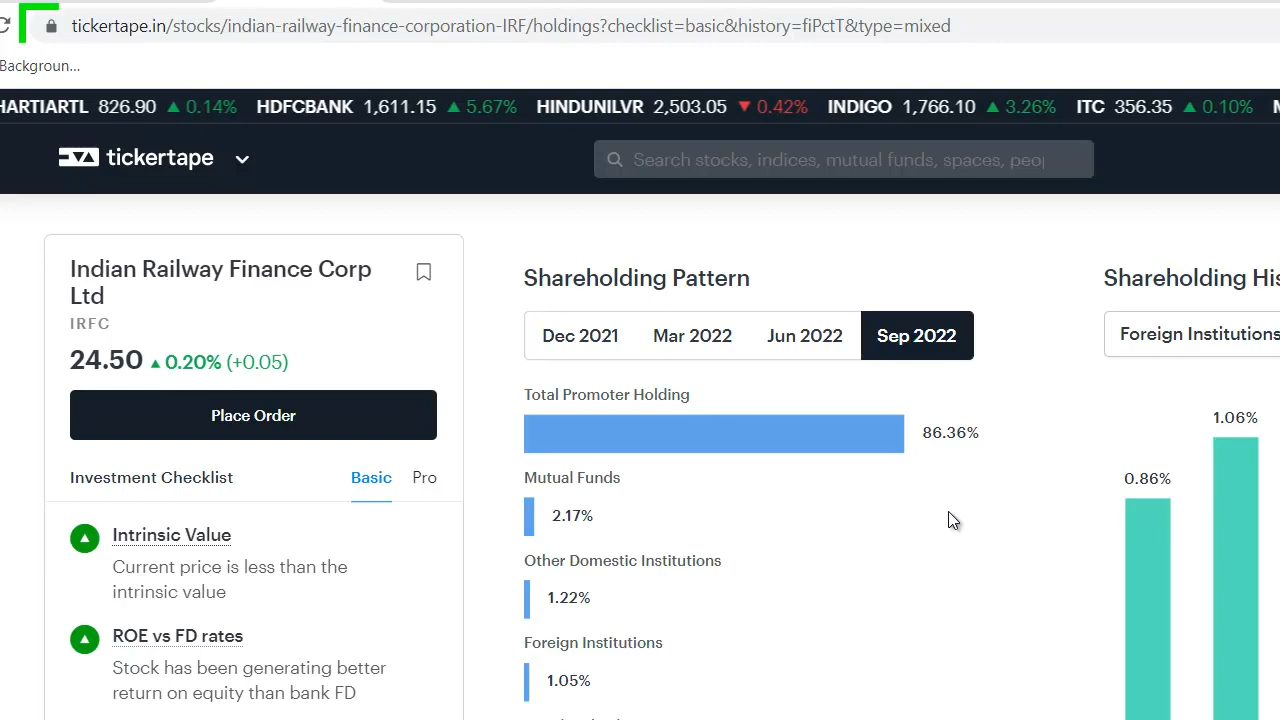 tickertape.in/stocks/indian-railway-finance-corporation-IRF/holdings?checklist=basic&history=fiPctT&type=mixed
Backgroun...
HARTIARTL 826.90 ▲ 0.14% HDFCBANK 1,611.15 ▲ 5.67% HINDUNILVR 2,503.05 ▼ 0.42% INDIGO 1,766.10 ▲ 3.26% ITC 356.35 ▲ 0.10%
tickertape
Search stocks, indices, mutual funds, spaces, peop
Indian Railway Finance Corp
Ltd
IRFC
24.50 ▲ 0.20% (+0.05)
Place Order
Investment Checklist Basic Pro
Intrinsic Value
Current price is less than the
intrinsic value
ROE vs FD rates
Stock has been generating better
return on equity than bank FD
Shareholding Pattern
Dec 2021 Mar 2022 Jun 2022 Sep 2022
Total Promoter Holding
86.36%
Mutual Funds
2.17%
Other Domestic Institutions
1.22%
Foreign Institutions
1.05%
Shareholding His
Foreign Institutions
1.06%
0.86%